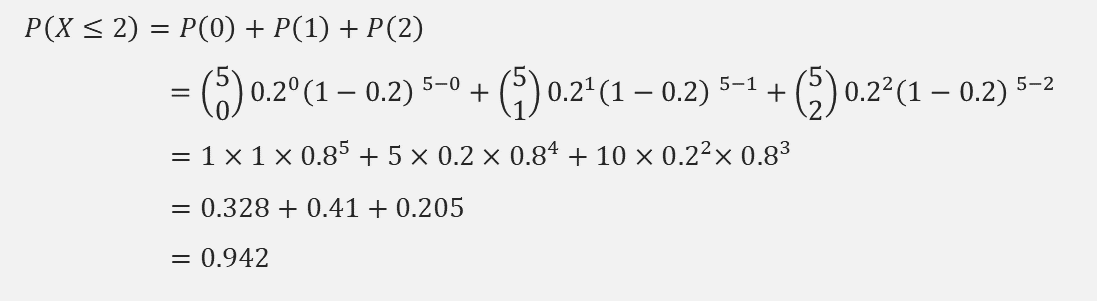 P(X ≤ 2) = P(0) + P(1) + P(2)
= (5 0) 0.2⁰(1 − 0.2) ⁵⁻⁰ + (5 1) 0.2¹(1 − 0.2) ⁵⁻¹ + (5 2) 0.2²(1 − 0.2) ⁵⁻²
= 1 × 1 × 0.8⁵ + 5 × 0.2 × 0.8⁴ + 10 × 0.2² × 0.8³
= 0.328 + 0.41 + 0.205
= 0.942